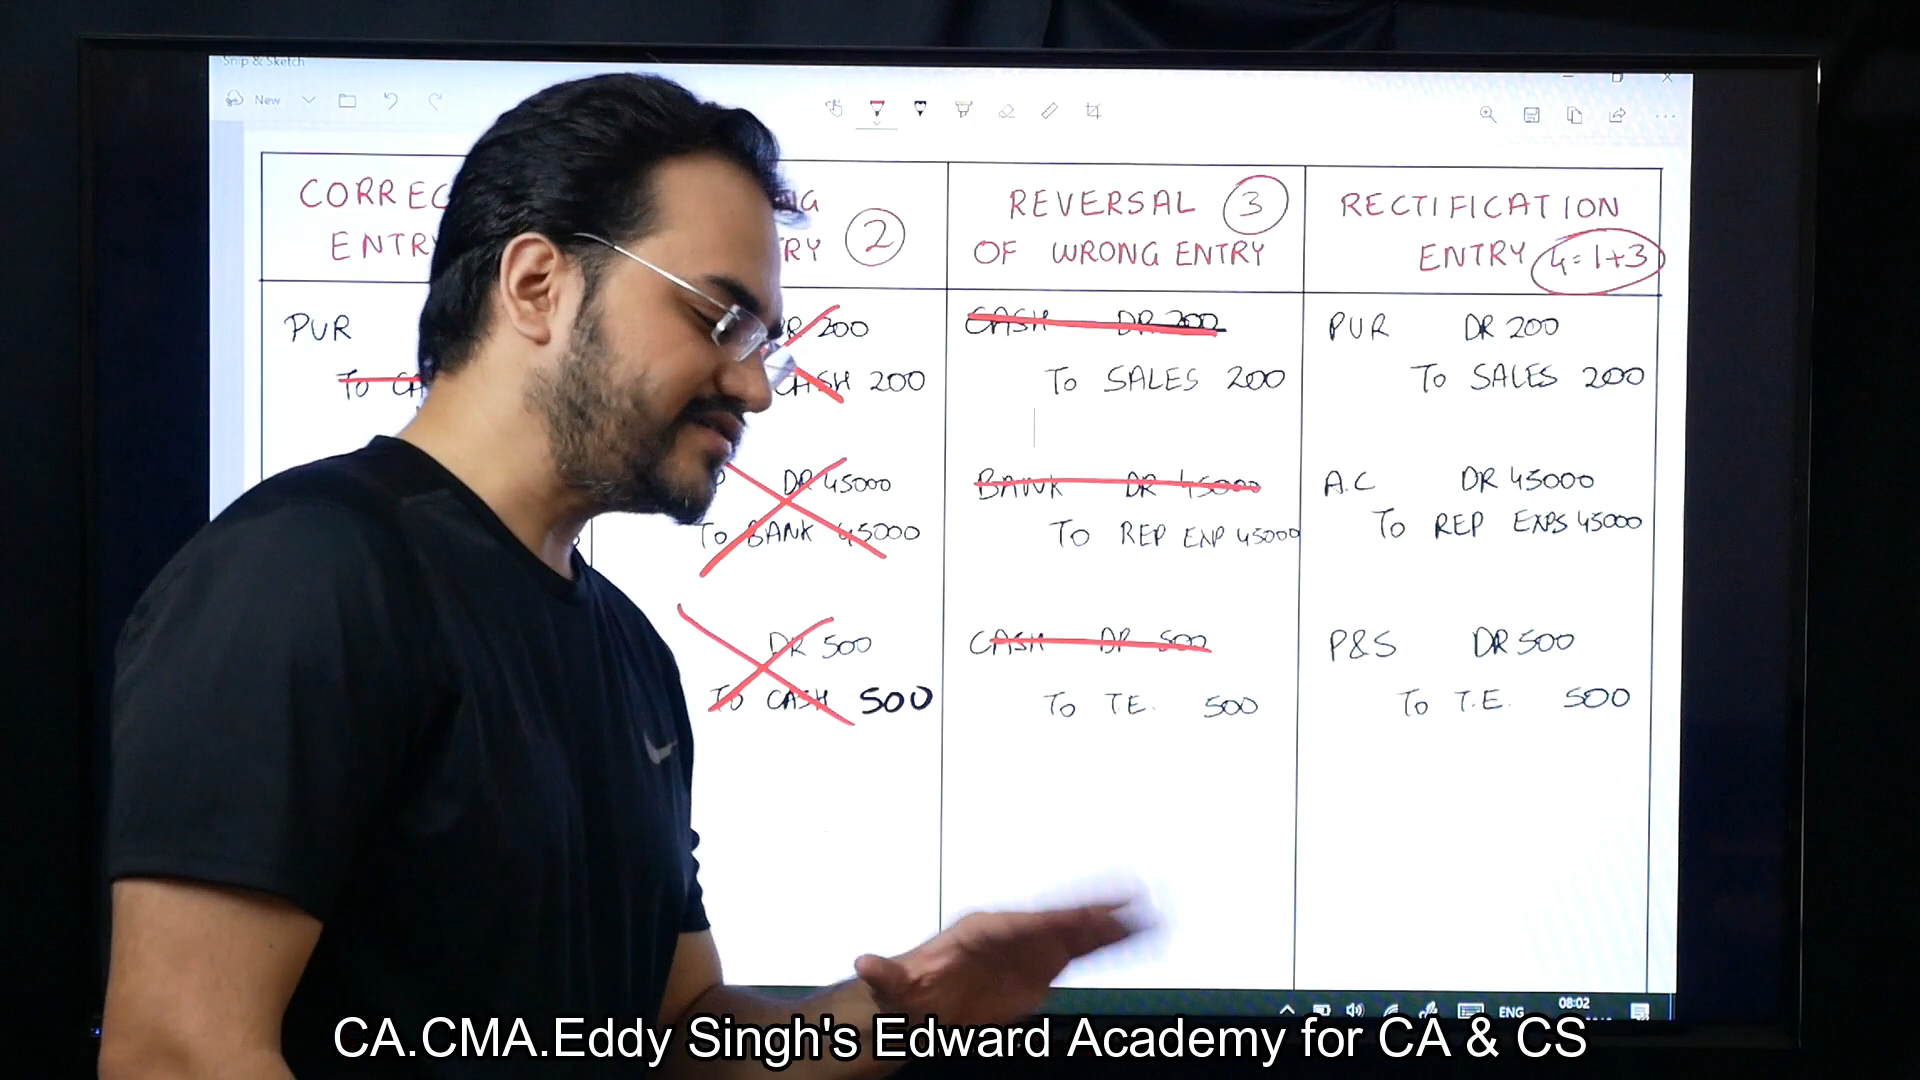 Snip & Sketch
New
CORREC
ENTR
RY 2
REVERSAL 3
OF WRONG ENTRY
RECTIFICATION
ENTRY 4=1+3
PUR
TO CA
200
CASH 200
CASH DR 200
TO SALES 200
PUR DR 200
TO SALES 200
DR 45000
TO BANK 45000
BANK DR 45000
TO REP EXP 45000
A.C DR 45000
TO REP EXPS 45000
DR 500
TO CASH 500
CASH DR 500
TO T.E. 500
P&S DR 500
TO T.E. 500
ENG 08:02
CA.CMA.Eddy Singh's Edward Academy for CA & CS